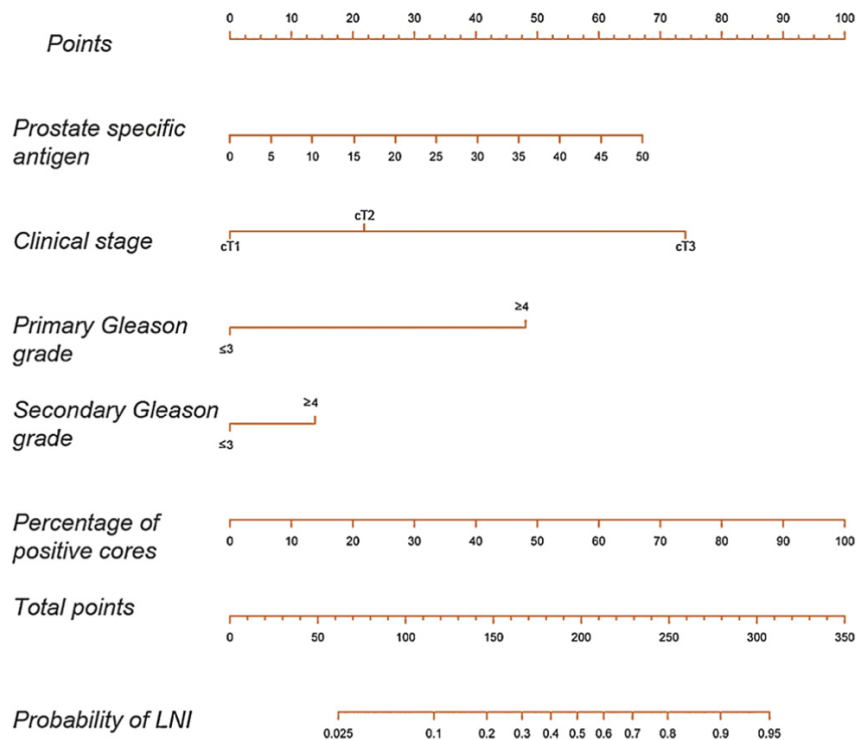 0 10 20 30 40 50 60 70 80 90 100
Points
Prostate specific
antigen
0 5 10 15 20 25 30 35 40 45 50
cT2
Clinical stage
cT1 cT3
≥4
Primary Gleason
grade
≤3
≥4
Secondary Gleason
grade
≤3
Percentage of
positive cores
0 10 20 30 40 50 60 70 80 90 100
Total points
0 50 100 150 200 250 300 350
Probability of LNI
0.025 0.1 0.2 0.3 0.4 0.5 0.6 0.7 0.8 0.9 0.95